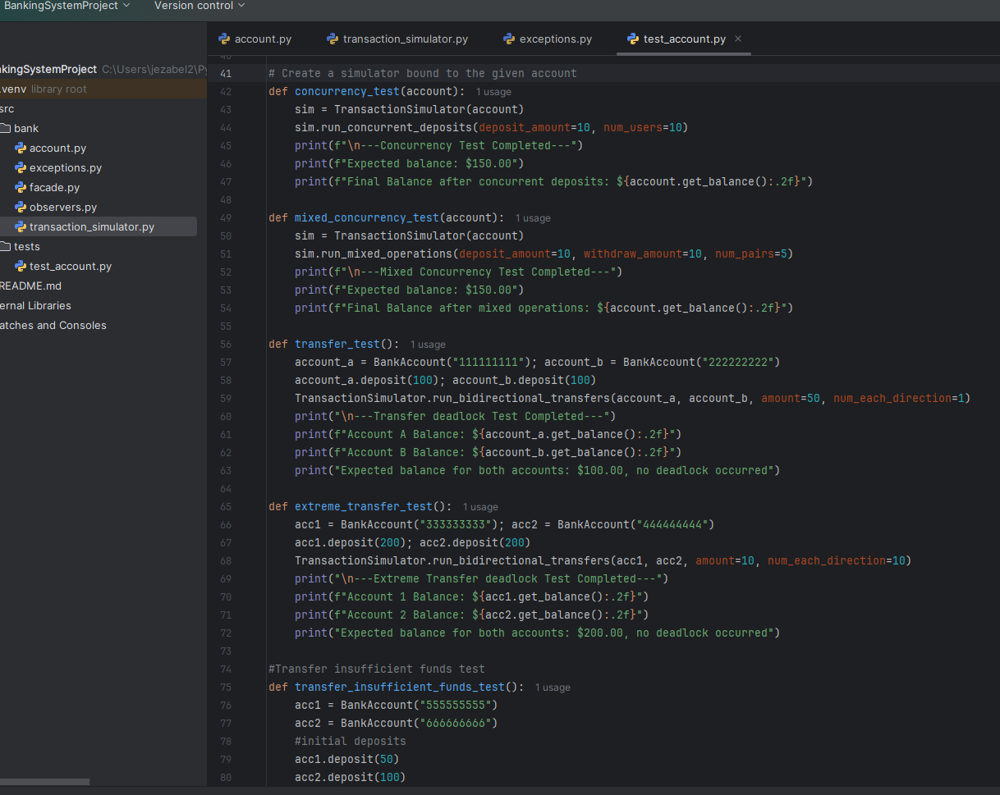 BankingSystemProject
Version control
nkingSystemProject C:\Users\jezabel2\Py
.venv library root
src
bank
account.py
exceptions.py
facade.py
observers.py
transaction_simulator.py
tests
test_account.py
README.md
ernal Libraries
atches and Consoles
account.py
transaction_simulator.py
exceptions.py
test_account.py
40
41 # Create a simulator bound to the given account
42 def concurrency_test(account): 1 usage
43     sim = TransactionSimulator(account)
44     sim.run_concurrent_deposits(deposit_amount=10, num_users=10)
45     print(f"\n---Concurrency Test Completed---")
46     print(f"Expected balance: $150.00")
47     print(f"Final Balance after concurrent deposits: ${account.get_balance():.2f}")
48
49 def mixed_concurrency_test(account): 1 usage
50     sim = TransactionSimulator(account)
51     sim.run_mixed_operations(deposit_amount=10, withdraw_amount=10, num_pairs=5)
52     print(f"\n---Mixed Concurrency Test Completed---")
53     print(f"Expected balance: $150.00")
54     print(f"Final Balance after mixed operations: ${account.get_balance():.2f}")
55
56 def transfer_test(): 1 usage
57     account_a = BankAccount("111111111"); account_b = BankAccount("222222222")
58     account_a.deposit(100); account_b.deposit(100)
59     TransactionSimulator.run_bidirectional_transfers(account_a, account_b, amount=50, num_each_direction=1)
60     print("\n---Transfer deadlock Test Completed---")
61     print(f"Account A Balance: ${account_a.get_balance():.2f}")
62     print(f"Account B Balance: ${account_b.get_balance():.2f}")
63     print("Expected balance for both accounts: $100.00, no deadlock occurred")
64
65 def extreme_transfer_test(): 1 usage
66     acc1 = BankAccount("333333333"); acc2 = BankAccount("444444444")
67     acc1.deposit(200); acc2.deposit(200)
68     TransactionSimulator.run_bidirectional_transfers(acc1, acc2, amount=10, num_each_direction=10)
69     print("\n---Extreme Transfer deadlock Test Completed---")
70     print(f"Account 1 Balance: ${acc1.get_balance():.2f}")
71     print(f"Account 2 Balance: ${acc2.get_balance():.2f}")
72     print("Expected balance for both accounts: $200.00, no deadlock occurred")
73
74 #Transfer insufficient funds test
75 def transfer_insufficient_funds_test(): 1 usage
76     acc1 = BankAccount("555555555")
77     acc2 = BankAccount("666666666")
78     #initial deposits
79     acc1.deposit(50)
80     acc2.deposit(100)